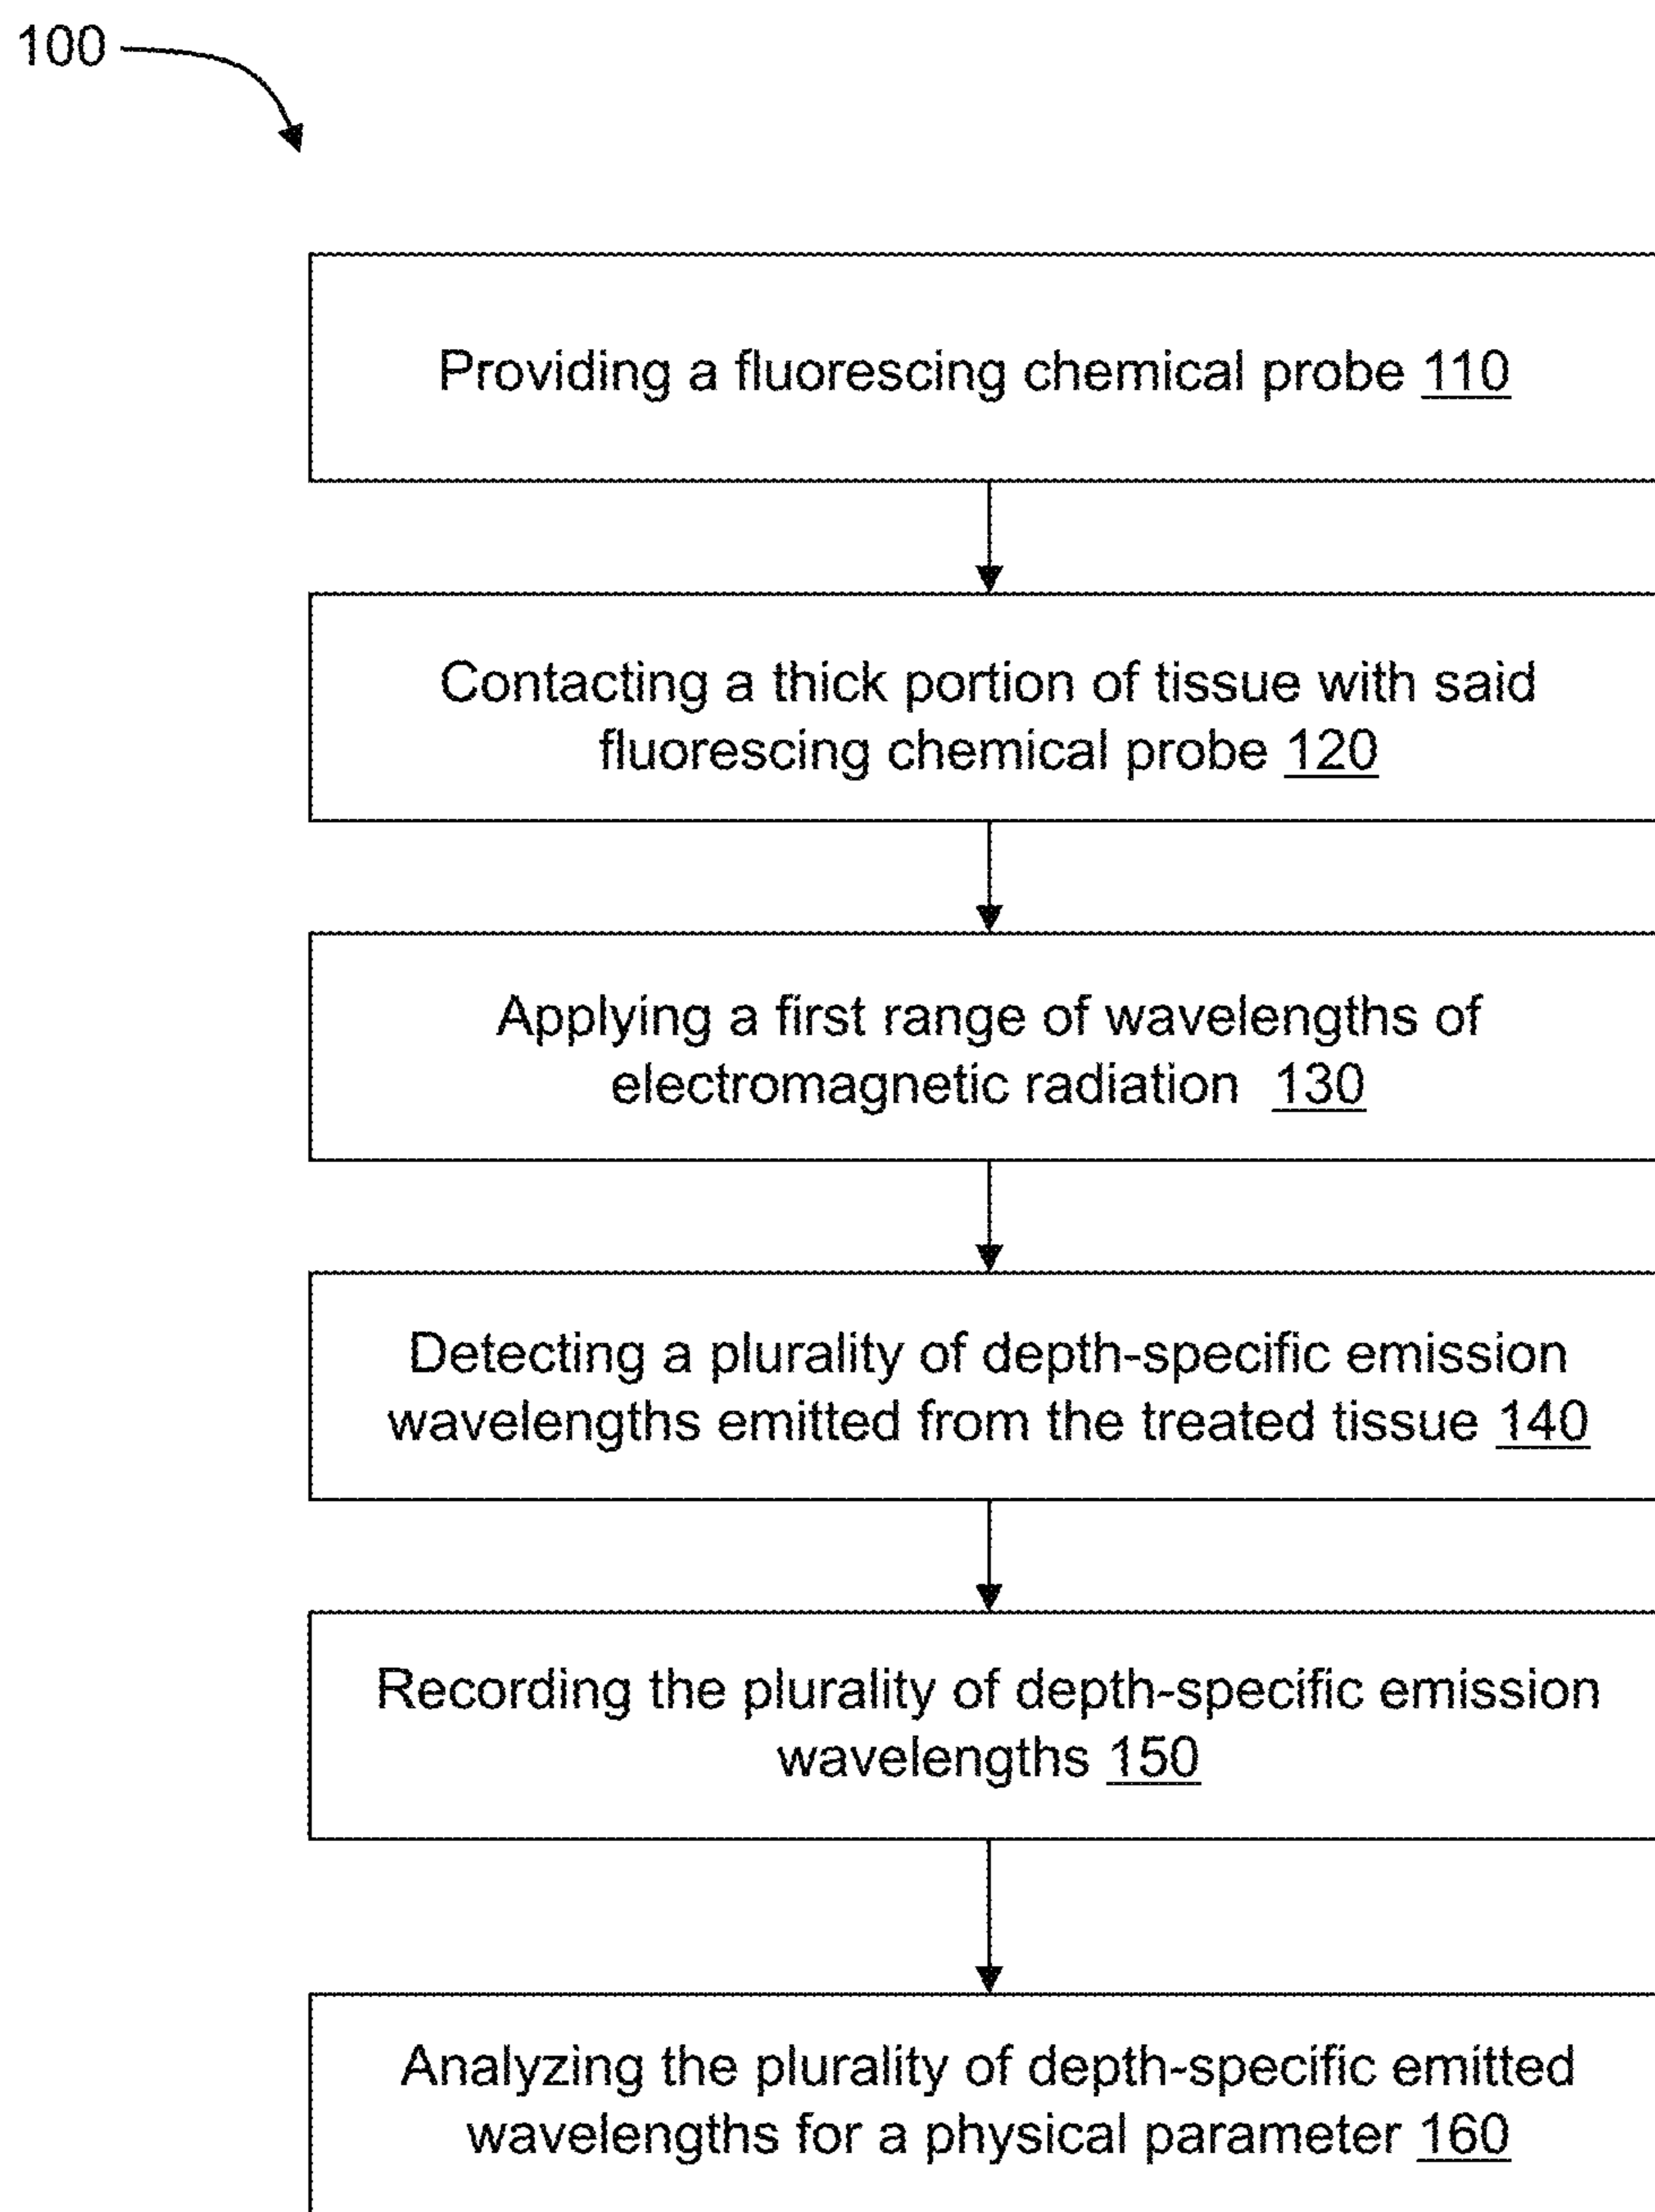 100
Providing a fluorescing chemical probe 110
Contacting a thick portion of tissue with said
fluorescing chemical probe 120
Applying a first range of wavelengths of
electromagnetic radiation 130
Detecting a plurality of depth-specific emission
wavelengths emitted from the treated tissue 140
Recording the plurality of depth-specific emission
wavelengths 150
Analyzing the plurality of depth-specific emitted
wavelengths for a physical parameter 160